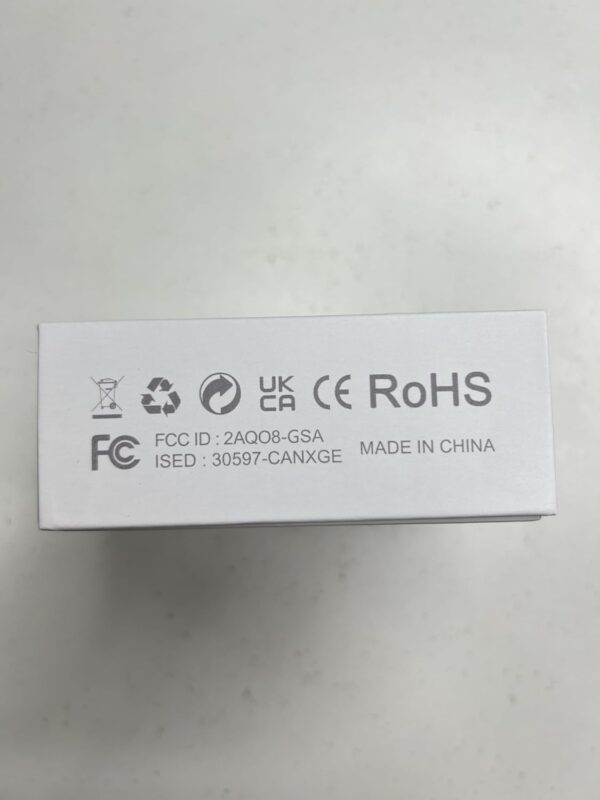 UK
CA CE RoHS
FC FCC ID : 2AQO8-GSA
ISED : 30597-CANXGE
MADE IN CHINA